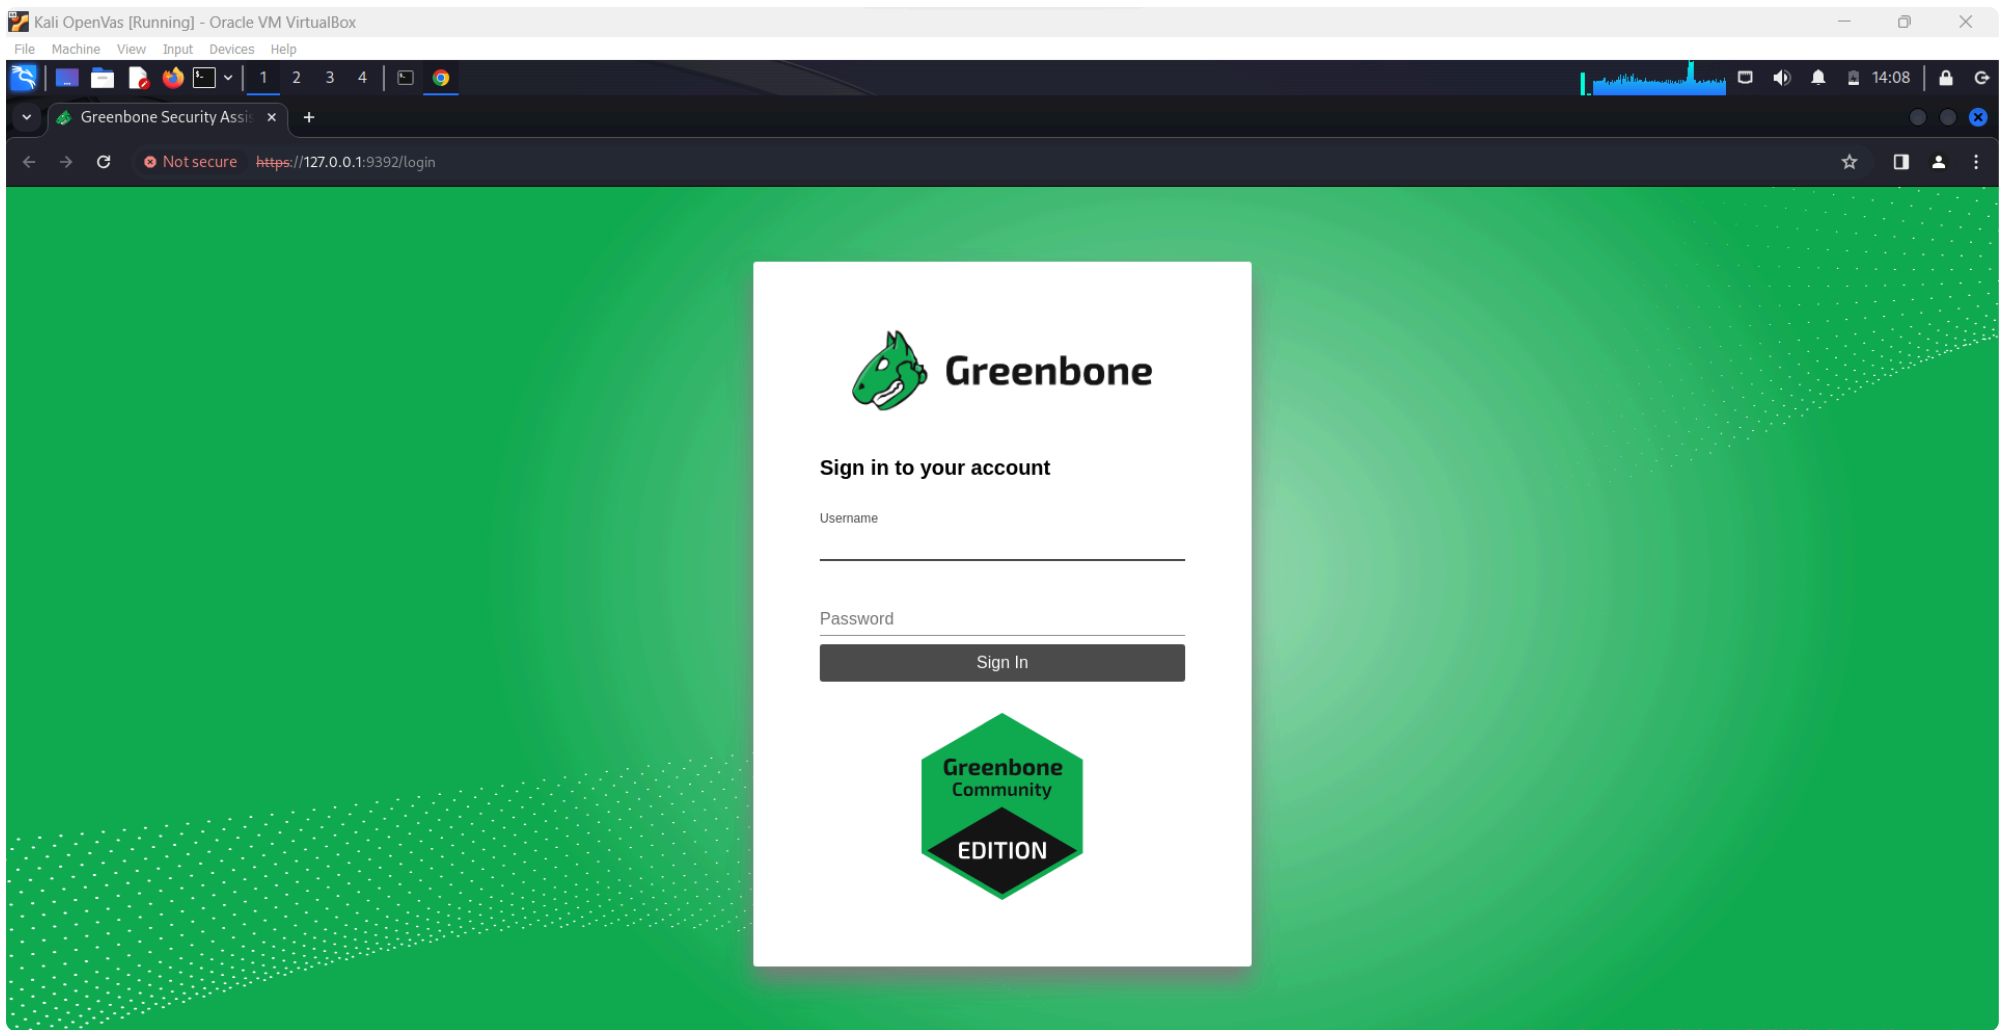 Kali OpenVas [Running] - Oracle VM VirtualBox
File Machine View Input Devices Help
1 2 3 4 14:08
Greenbone Security Assis
Not secure https://127.0.0.1:9392/login
Greenbone
Sign in to your account
Username
Password
Sign In
Greenbone
Community
EDITION